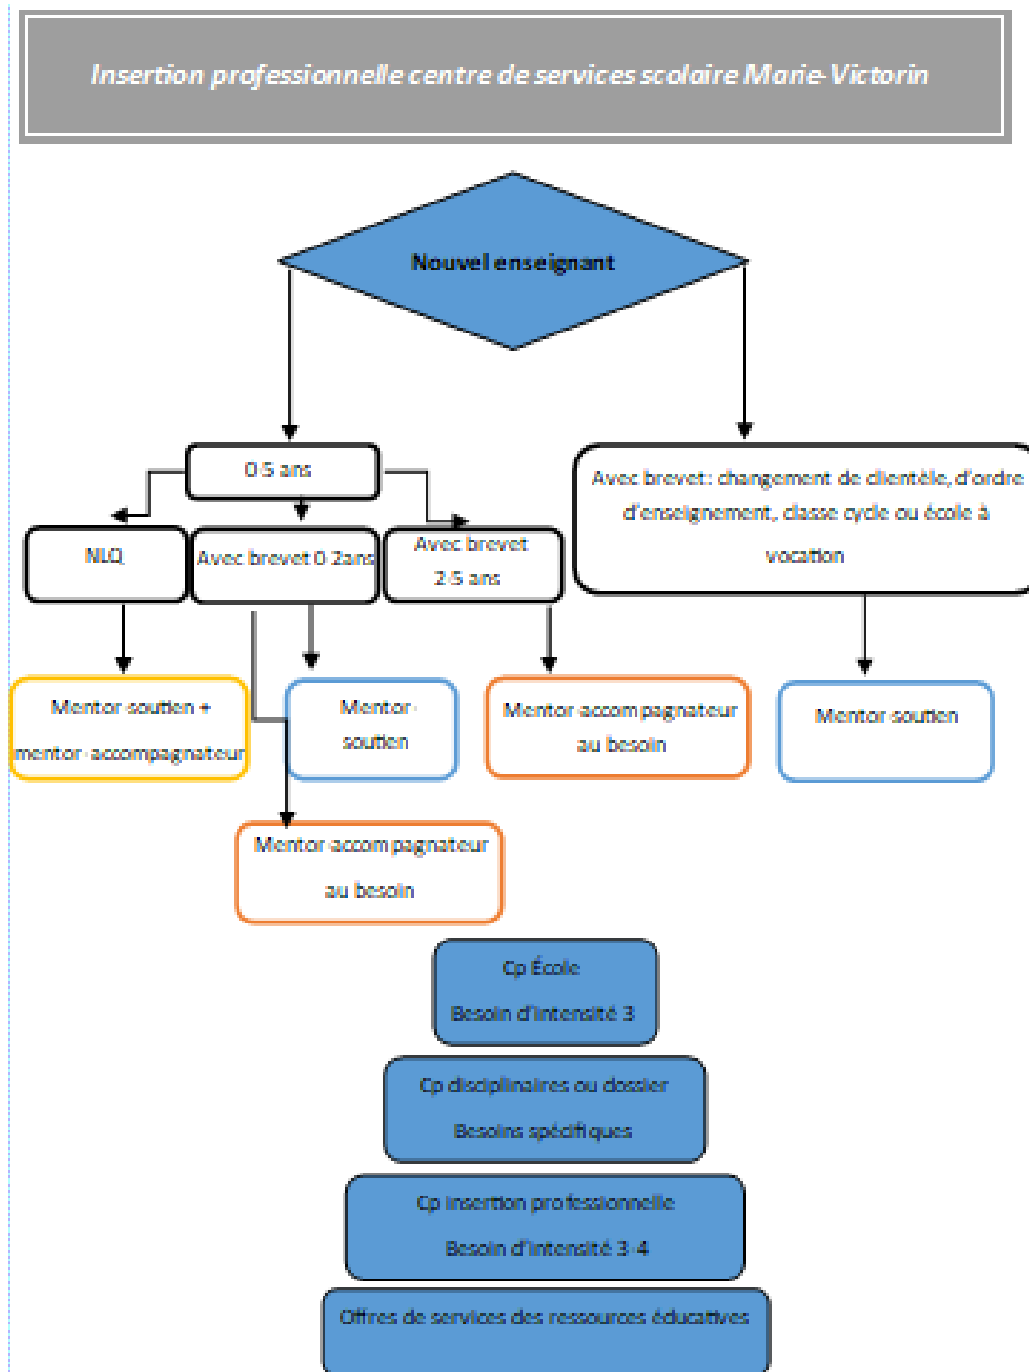 Insertion professionnelle centre de services scolaire Marie-Victorin
Nouvel enseignant
0-5 ans
Avec brevet: changement de clientèle, d'ordre
d'enseignement, classe cycle ou école à
vocation
NLQ
Avec brevet 0-2ans
Avec brevet
2-5 ans
Mentor-soutien +
mentor-accompagnateur
Mentor-
soutien
Mentor-accompagnateur
au besoin
Mentor-soutien
Mentor-accompagnateur
au besoin
Cp École
Besoin d'intensité 3
Cp disciplinaires ou dossier
Besoins spécifiques
Cp insertion professionnelle
Besoin d'intensité 3-4
Offres de services des ressources éducatives